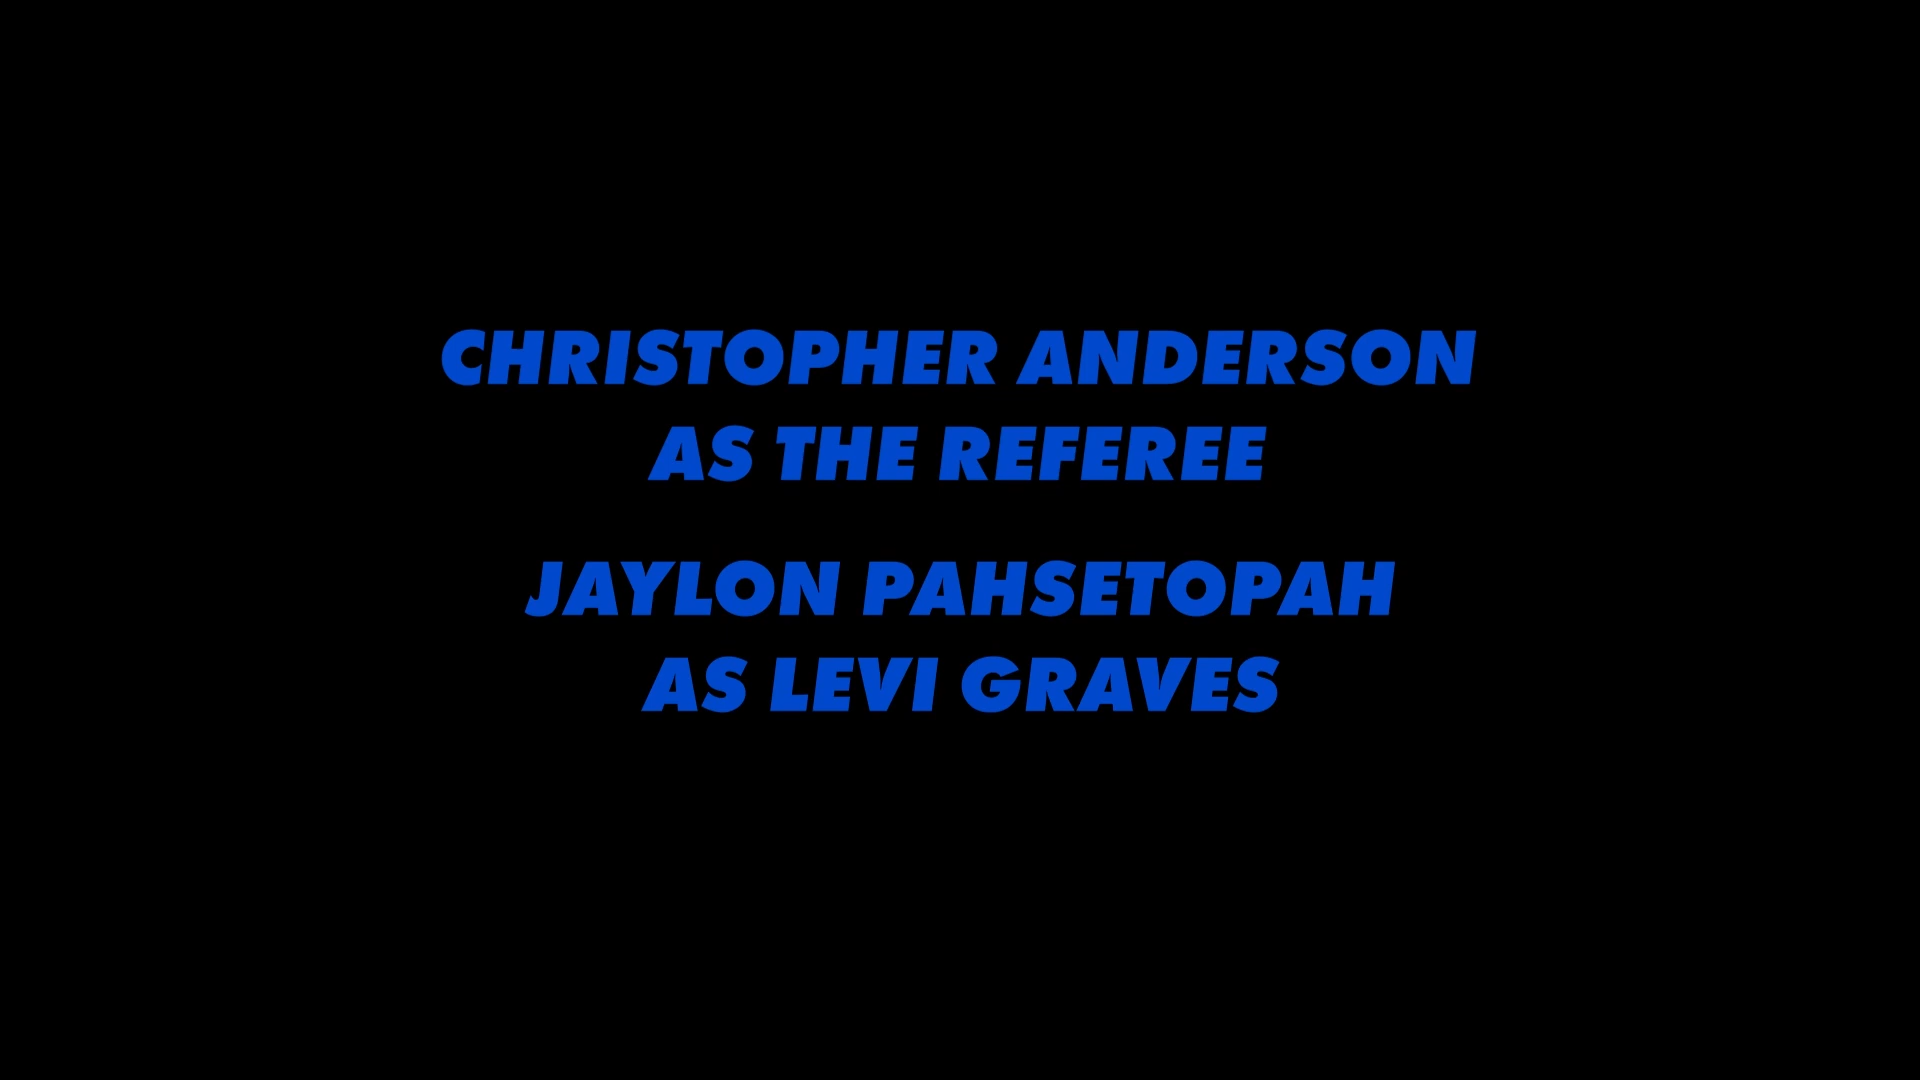 CHRISTOPHER ANDERSON
AS THE REFEREE
JAYLON PAHSETOPAH
AS LEVI GRAVES